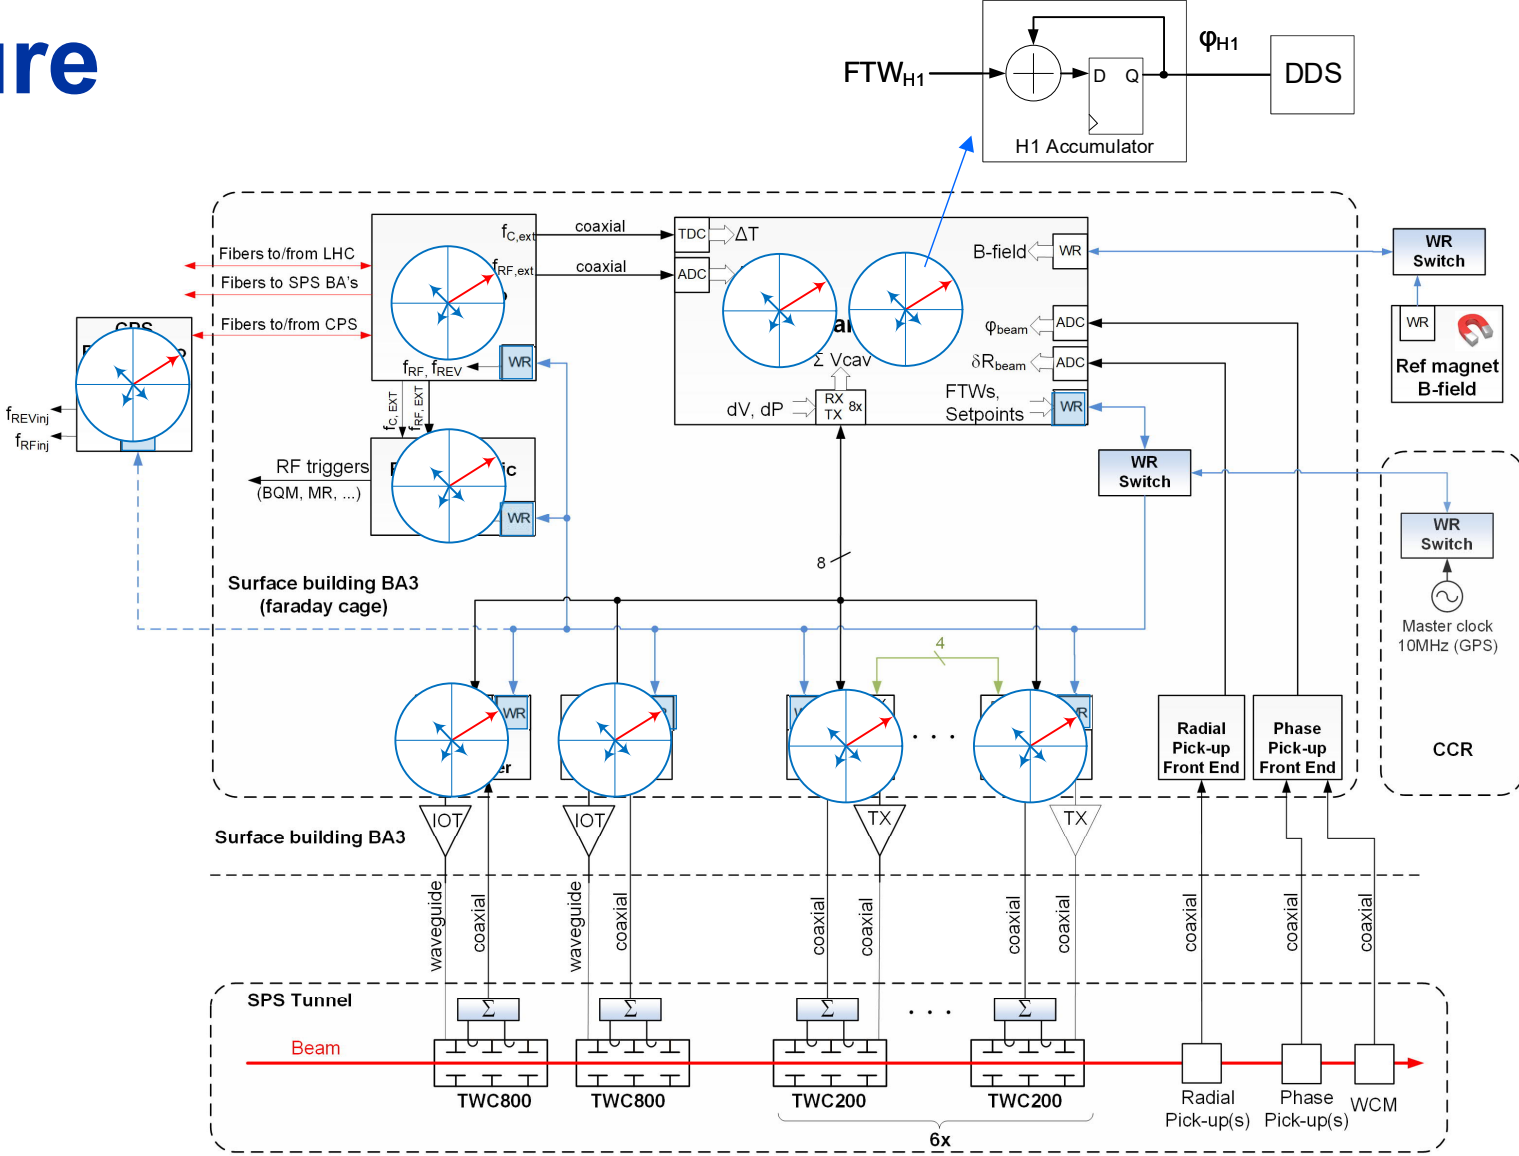 ure
FTWH1
D Q
H1 Accumulator
φH1
DDS
fC,ext
coaxial
TDC
ΔT
fRF,ext
coaxial
ADC
Fibers to/from LHC
Fibers to SPS BA's
Fibers to/from CPS
fRF, fREV
WR
fC, EXT
fRF, EXT
fREVinj
fRFinj
RF triggers
(BQM, MR, ...)
WR
B-field
WR
φbeam
ADC
δRbeam
ADC
FTWs,
Setpoints
WR
Σ Vcav
dV, dP
RX
TX
8x
WR
Switch
WR
Ref magnet
B-field
WR
Switch
WR
Switch
Master clock
10MHz (GPS)
CCR
8
Surface building BA3
(faraday cage)
4
WR
er
. . .
Radial
Pick-up
Front End
Phase
Pick-up
Front End
IOT
IOT
TX
TX
Surface building BA3
waveguide
coaxial
waveguide
coaxial
coaxial
coaxial
coaxial
coaxial
coaxial
coaxial
coaxial
SPS Tunnel
Σ
Σ
Σ
. . .
Σ
Beam
TWC800
TWC800
TWC200
TWC200
6x
Radial
Pick-up(s)
Phase
Pick-up(s)
WCM